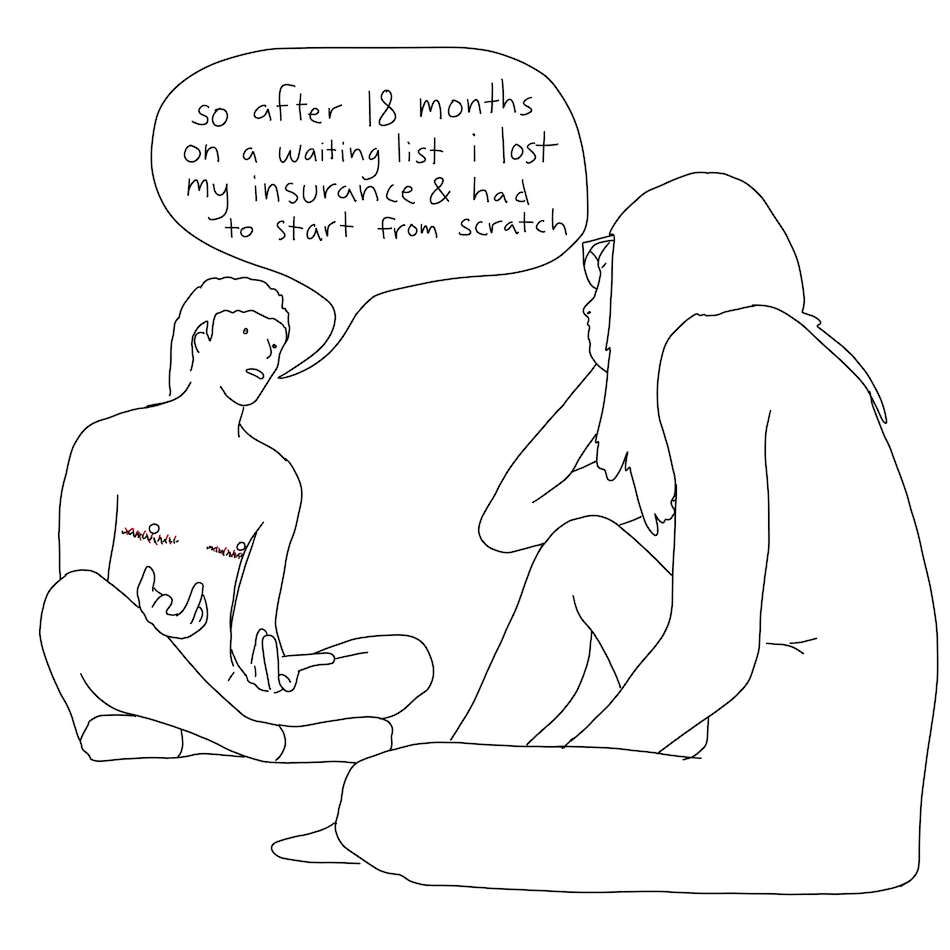 so after 18 months
on a waiting list i lost
my insurance & had
to start from scratch